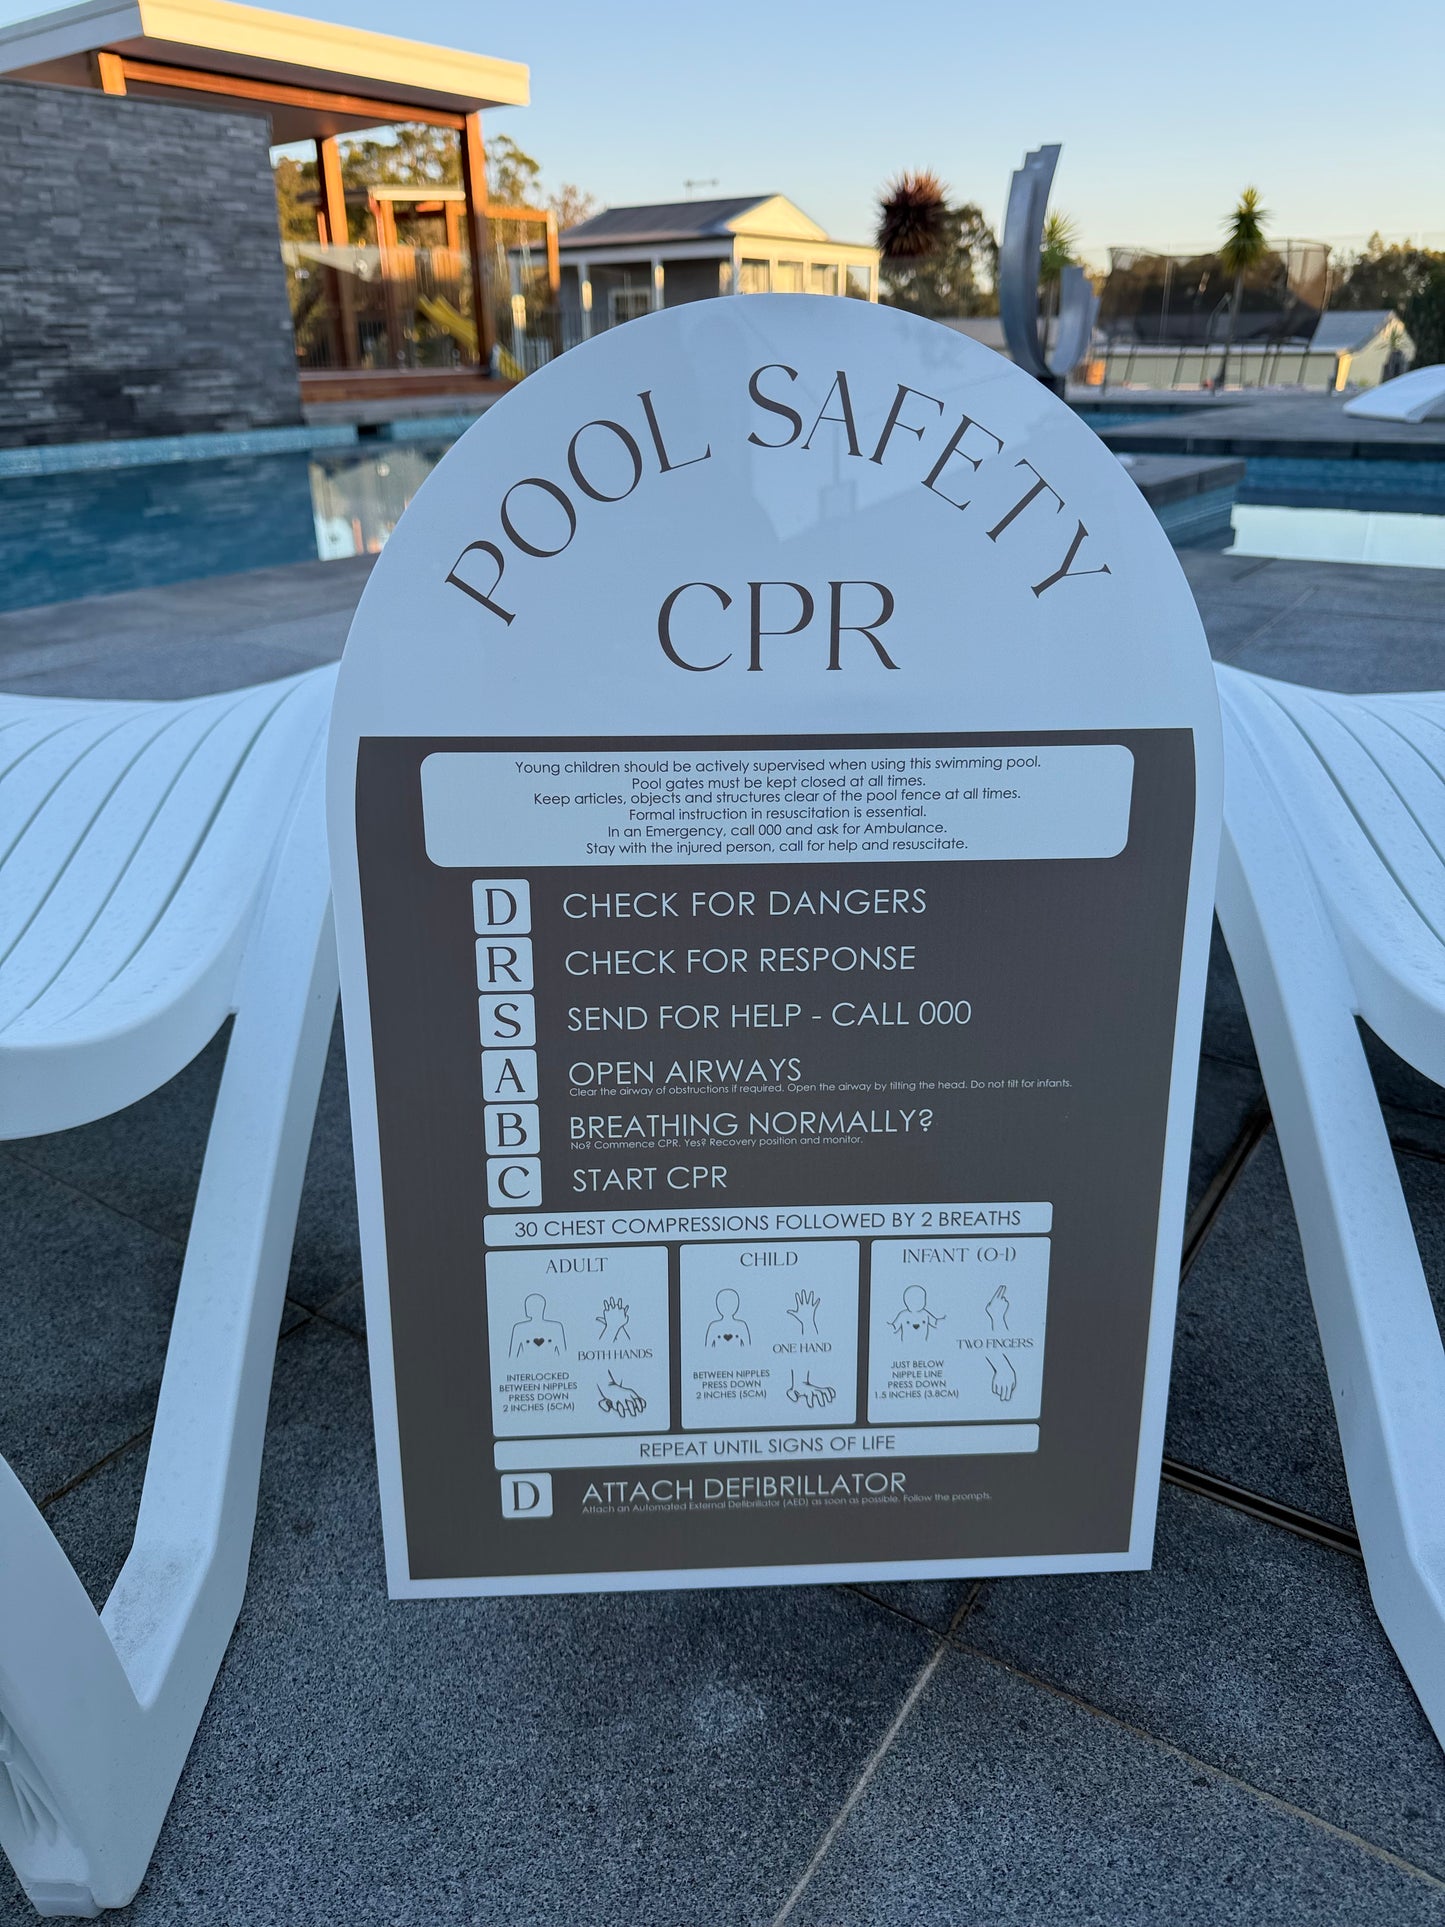 POOL SAFETY
CPR
Young children should be actively supervised when using this swimming pool.
Pool gates must be kept closed at all times.
Keep articles, objects and structures clear of the pool fence at all times.
Formal instruction in resuscitation is essential.
In an Emergency, call 000 and ask for Ambulance.
Stay with the injured person, call for help and resuscitate.
D CHECK FOR DANGERS
R CHECK FOR RESPONSE
S SEND FOR HELP - CALL 000
A OPEN AIRWAYS
Clear the airway of obstructions if required. Open the airway by tilting the head. Do not tilt for infants.
B BREATHING NORMALLY?
No? Commence CPR. Yes? Recovery position and monitor.
C START CPR
30 CHEST COMPRESSIONS FOLLOWED BY 2 BREATHS
ADULT
BOTH HANDS
INTERLOCKED
BETWEEN NIPPLES
PRESS DOWN
2 INCHES (5CM)
CHILD
ONE HAND
BETWEEN NIPPLES
PRESS DOWN
2 INCHES (5CM)
INFANT (0-1)
TWO FINGERS
JUST BELOW
NIPPLE LINE
PRESS DOWN
1.5 INCHES (3.8CM)
REPEAT UNTIL SIGNS OF LIFE
D ATTACH DEFIBRILLATOR
Attach an Automated External Defibrillator (AED) as soon as possible. Follow the prompts.